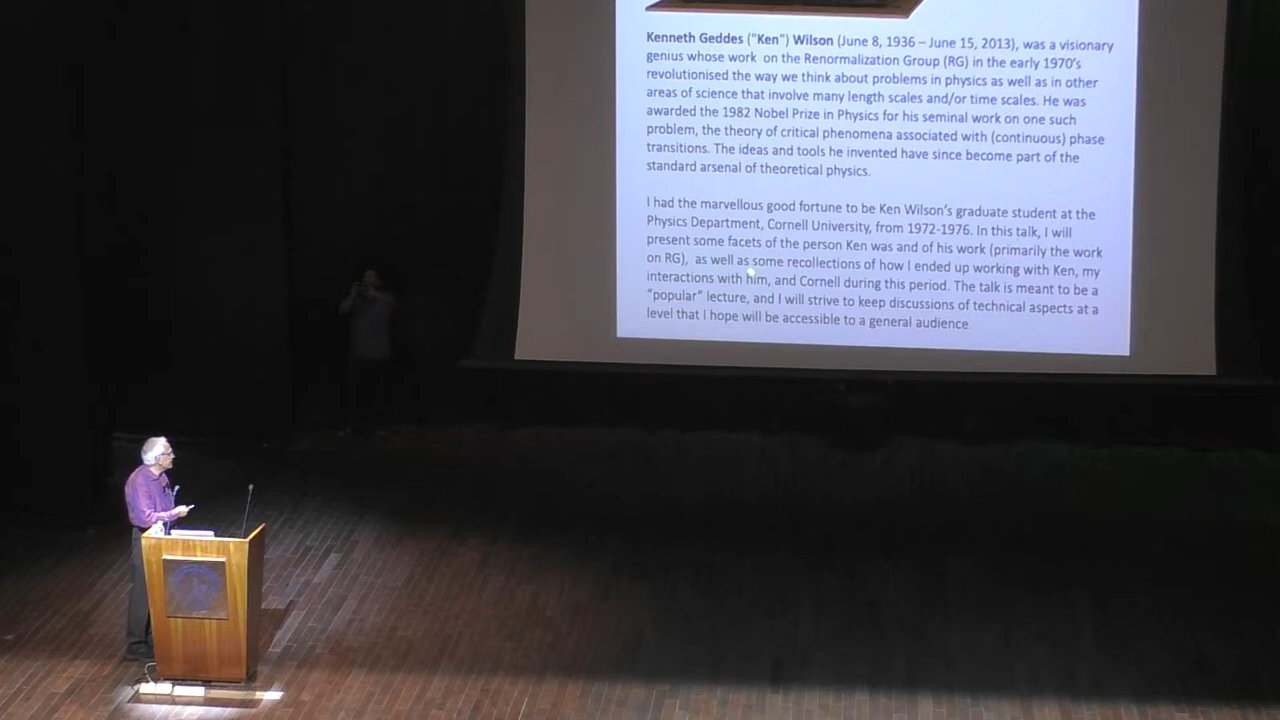 Kenneth Geddes ("Ken") Wilson (June 8, 1936 – June 15, 2013), was a visionary
genius whose work on the Renormalization Group (RG) in the early 1970's
revolutionised the way we think about problems in physics as well as in other
areas of science that involve many length scales and/or time scales. He was
awarded the 1982 Nobel Prize in Physics for his seminal work on one such
problem, the theory of critical phenomena associated with (continuous) phase
transitions. The ideas and tools he invented have since become part of the
standard arsenal of theoretical physics.
I had the marvellous good fortune to be Ken Wilson's graduate student at the
Physics Department, Cornell University, from 1972-1976. In this talk, I will
present some facets of the person Ken was and of his work (primarily the work
on RG), as well as some recollections of how I ended up working with Ken, my
interactions with him, and Cornell during this period. The talk is meant to be a
"popular" lecture, and I will strive to keep discussions of technical aspects at a
level that I hope will be accessible to a general audience.